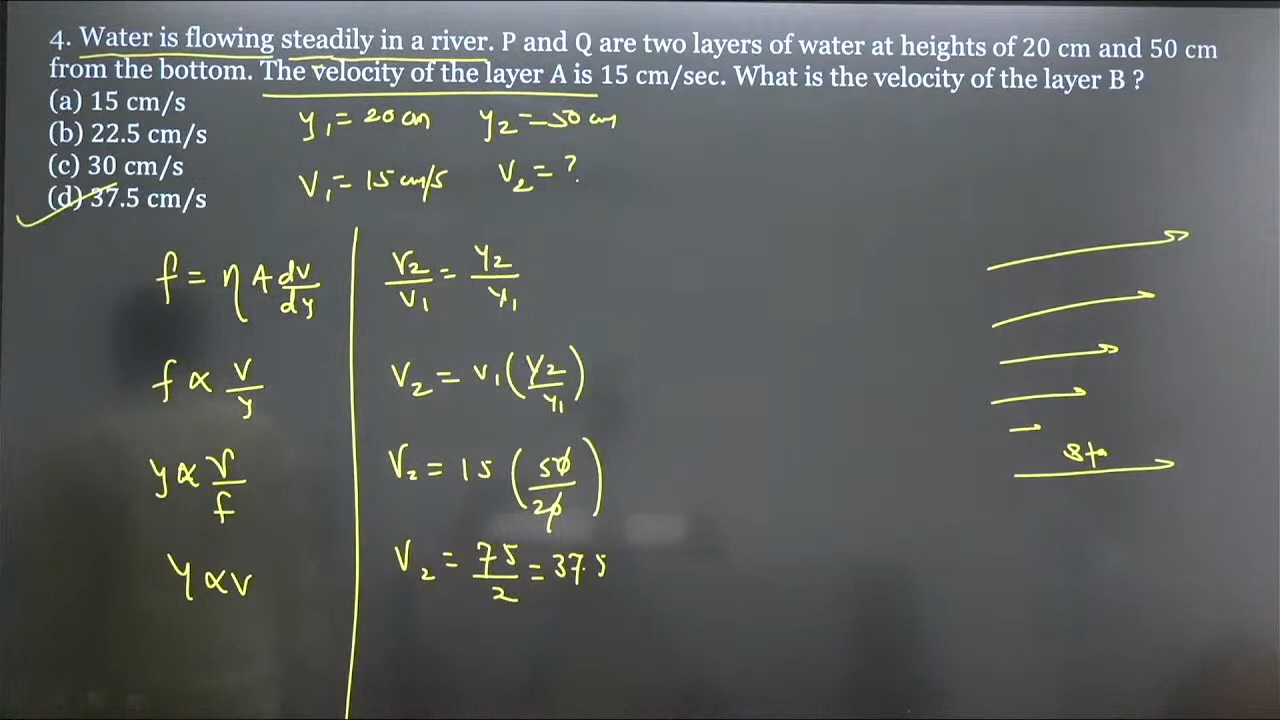 4. Water is flowing steadily in a river. P and Q are two layers of water at heights of 20 cm and 50 cm
from the bottom. The velocity of the layer A is 15 cm/sec. What is the velocity of the layer B ?
(a) 15 cm/s
(b) 22.5 cm/s
(c) 30 cm/s
(d) 37.5 cm/s
y₁ = 20 cm y₂ = 50 cm
V₁ = 15 cm/s V₂ = ?
f = η A dv/dy
f ∝ v/y
y ∝ v/f
y ∝ v
V₂/V₁ = y₂/y₁
V₂ = V₁ (y₂/y₁)
V₂ = 15 (50/20)
V₂ = 75/2 = 37.5